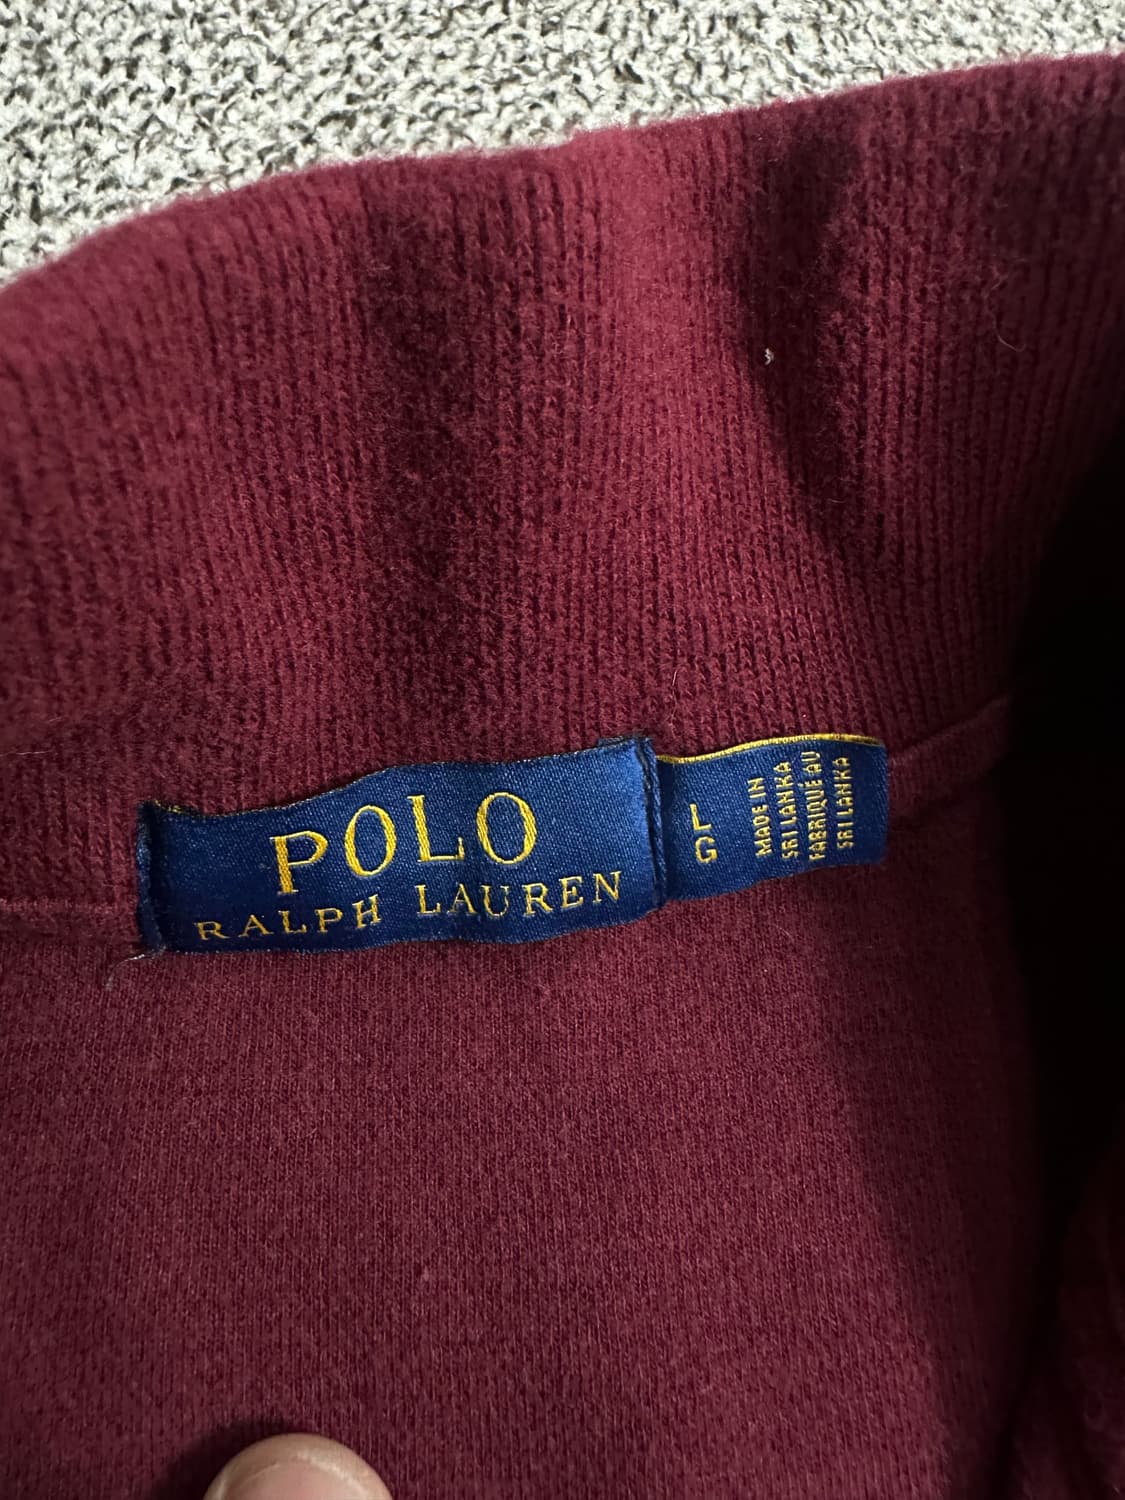 POLO
RALPH LAUREN
L
G
MADE IN
SRI LANKA
FABRIQUÉ AU
SRI LANKA